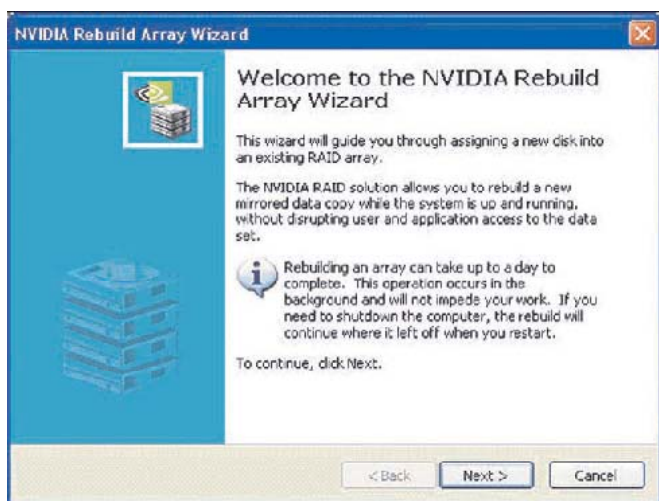 NVIDIA Rebuild Array Wizard
Welcome to the NVIDIA Rebuild
Array Wizard
This wizard will guide you through assigning a new disk into
an existing RAID array.
The NVIDIA RAID solution allows you to rebuild a new
mirrored data copy while the system is up and running,
without disrupting user and application access to the data
set.
Rebuilding an array can take up to a day to
complete. This operation occurs in the
background and will not impede your work. If you
need to shutdown the computer, the rebuild will
continue where it left off when you restart.
To continue, click Next.
< Back
Next >
Cancel